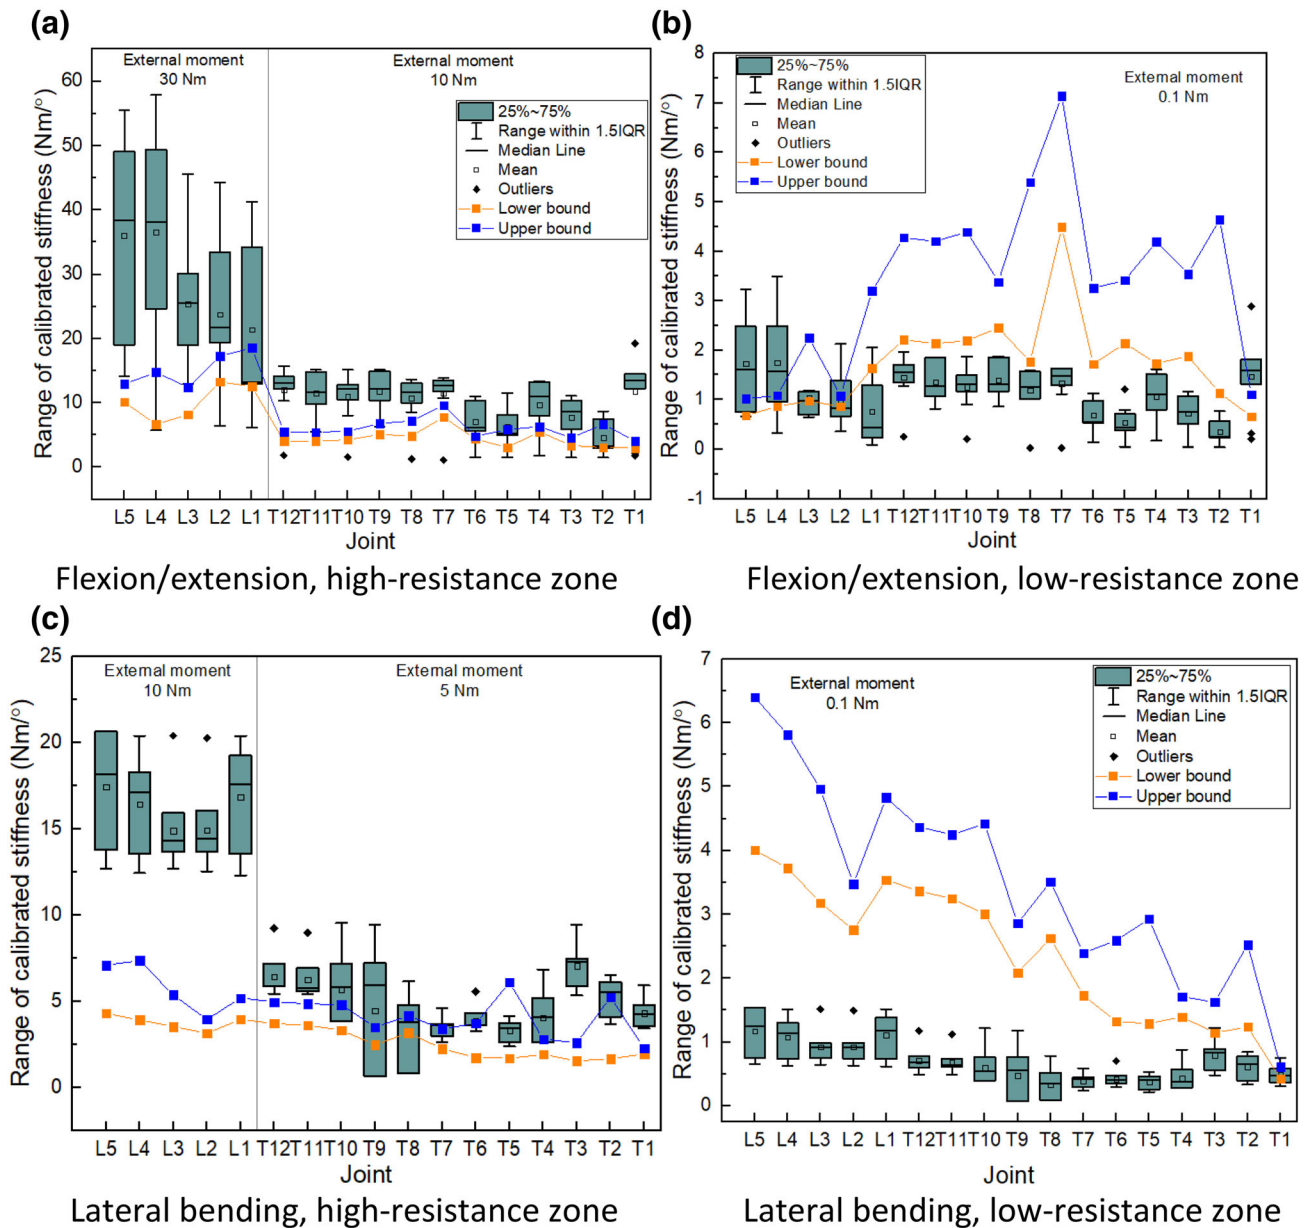 (a)
External moment
30 Nm
External moment
10 Nm
25%~75%
Range within 1.5IQR
Median Line
Mean
Outliers
Lower bound
Upper bound
Range of calibrated stiffness (Nm/°)
60
50
40
30
20
10
0
L5 L4 L3 L2 L1 T12 T11 T10 T9 T8 T7 T6 T5 T4 T3 T2 T1
Joint
Flexion/extension, high-resistance zone
(b)
25%~75%
Range within 1.5IQR
Median Line
Mean
Outliers
Lower bound
Upper bound
External moment
0.1 Nm
Range of calibrated stiffness (Nm/°)
8
7
6
5
4
3
2
1
0
-1
L5 L4 L3 L2 L1 T12 T11 T10 T9 T8 T7 T6 T5 T4 T3 T2 T1
Joint
Flexion/extension, low-resistance zone
(c)
External moment
10 Nm
External moment
5 Nm
Range of calibrated stiffness (Nm/°)
25
20
15
10
5
0
L5 L4 L3 L2 L1 T12 T11 T10 T9 T8 T7 T6 T5 T4 T3 T2 T1
Joint
Lateral bending, high-resistance zone
(d)
External moment
0.1 Nm
25%~75%
Range within 1.5IQR
Median Line
Mean
Outliers
Lower bound
Upper bound
Range of calibrated stiffness (Nm/°)
7
6
5
4
3
2
1
0
L5 L4 L3 L2 L1 T12 T11 T10 T9 T8 T7 T6 T5 T4 T3 T2 T1
Joint
Lateral bending, low-resistance zone